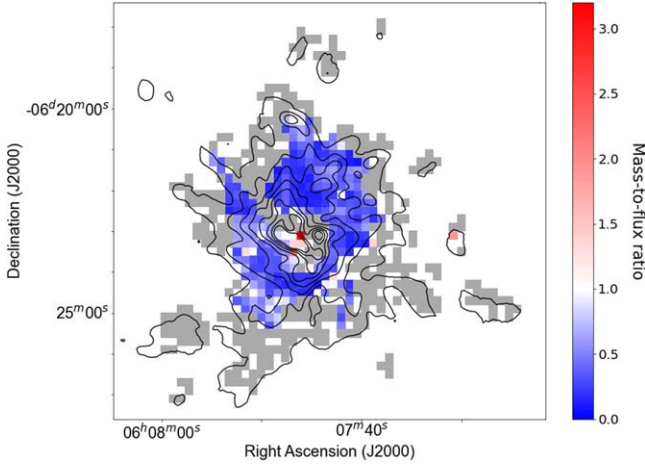 3.0
2.5
2.0
1.5
1.0
0.5
0.0
Mass-to-flux ratio
-06ᵈ20ᵐ00ˢ
25ᵐ00ˢ
Declination (J2000)
06ʰ08ᵐ00ˢ
07ᵐ40ˢ
Right Ascension (J2000)